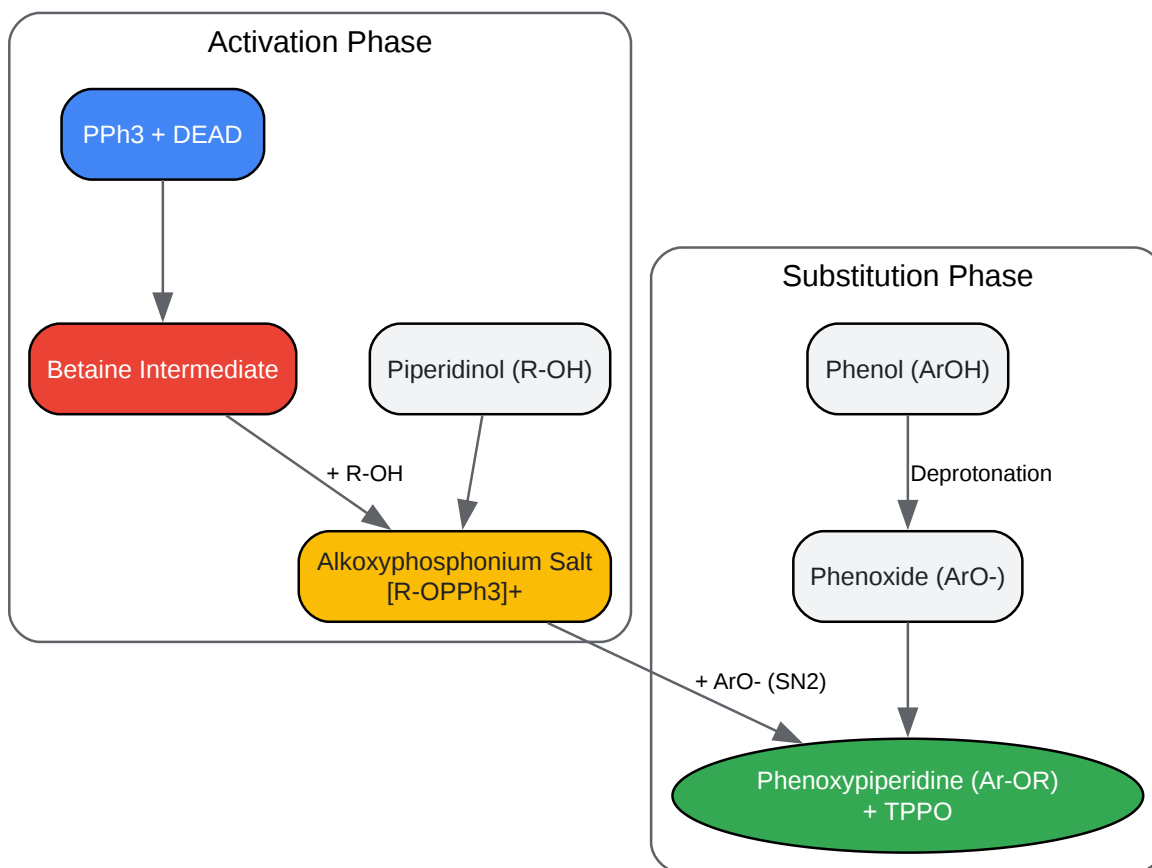 Activation Phase
PPh3 + DEAD
Betaine Intermediate
Piperidinol (R-OH)
+ R-OH
Alkoxyphosphonium Salt
[R-OPPh3]+
Substitution Phase
Phenol (ArOH)
Deprotonation
Phenoxide (ArO-)
+ ArO- (SN2)
Phenoxypiperidine (Ar-OR)
+ TPPO